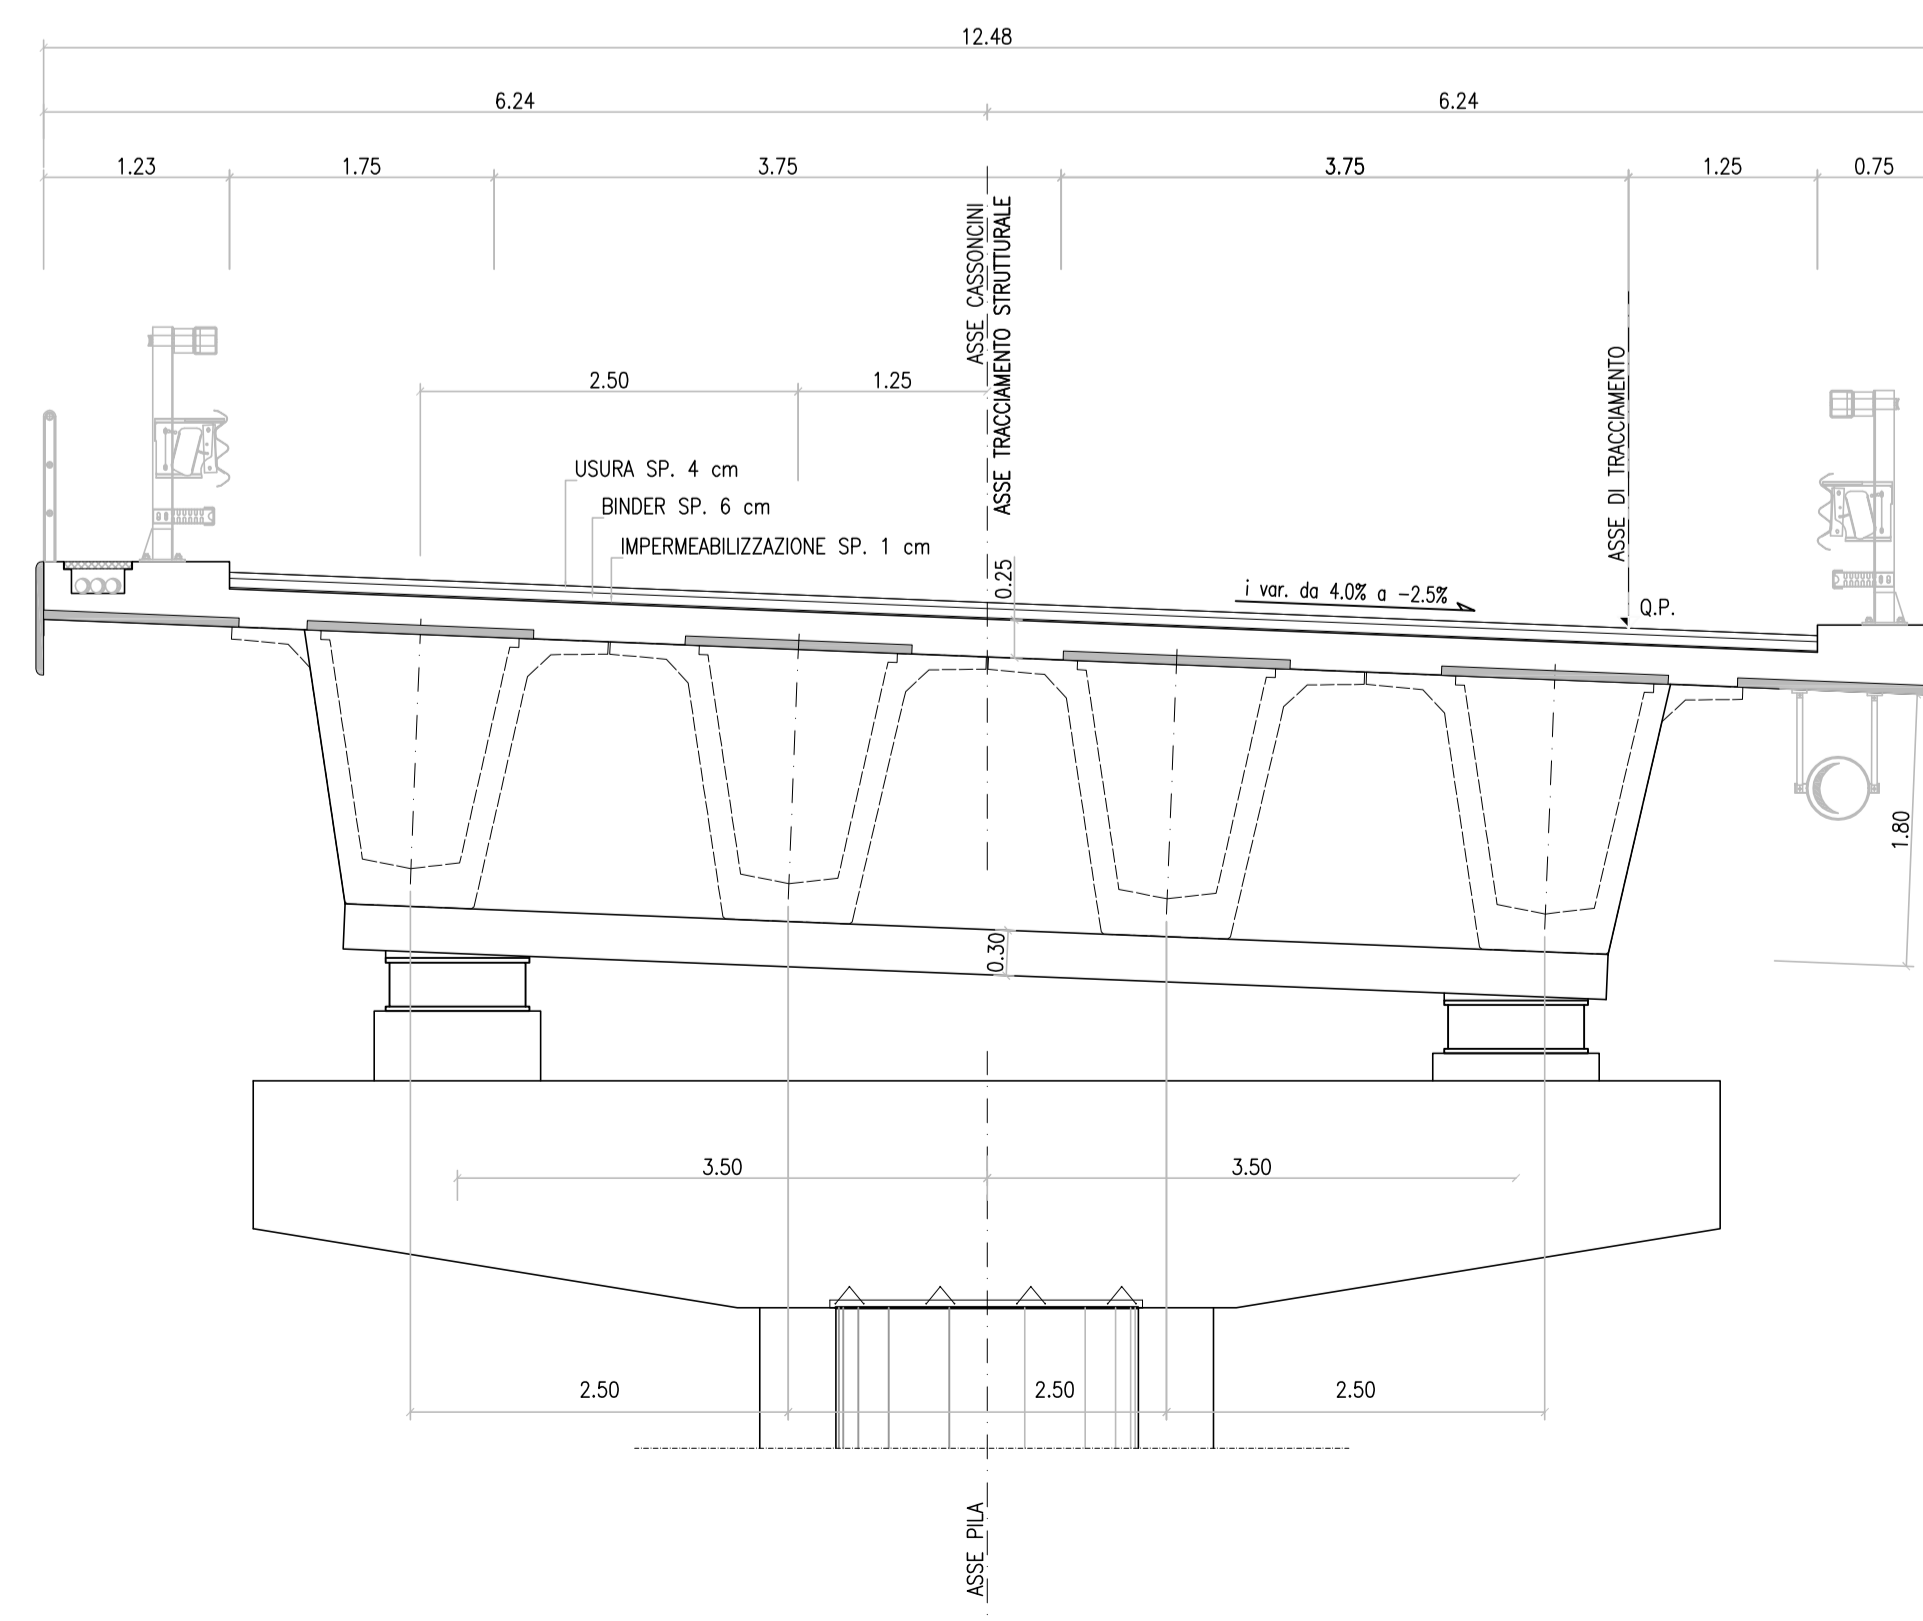 12.48
6.24
6.24
1.23
1.75
3.75
3.75
1.25
0.75
ASSE CASSONCINI
ASSE TRACCIAMENTO STRUTTURALE
ASSE DI TRACCIAMENTO
2.50
1.25
USURA SP. 4 cm
BINDER SP. 6 cm
IMPERMEABILIZZAZIONE SP. 1 cm
0.25
i var. da 4.0% a -2.5%
Q.P.
1.80
0.30
3.50
3.50
2.50
2.50
2.50
ASSE PILA